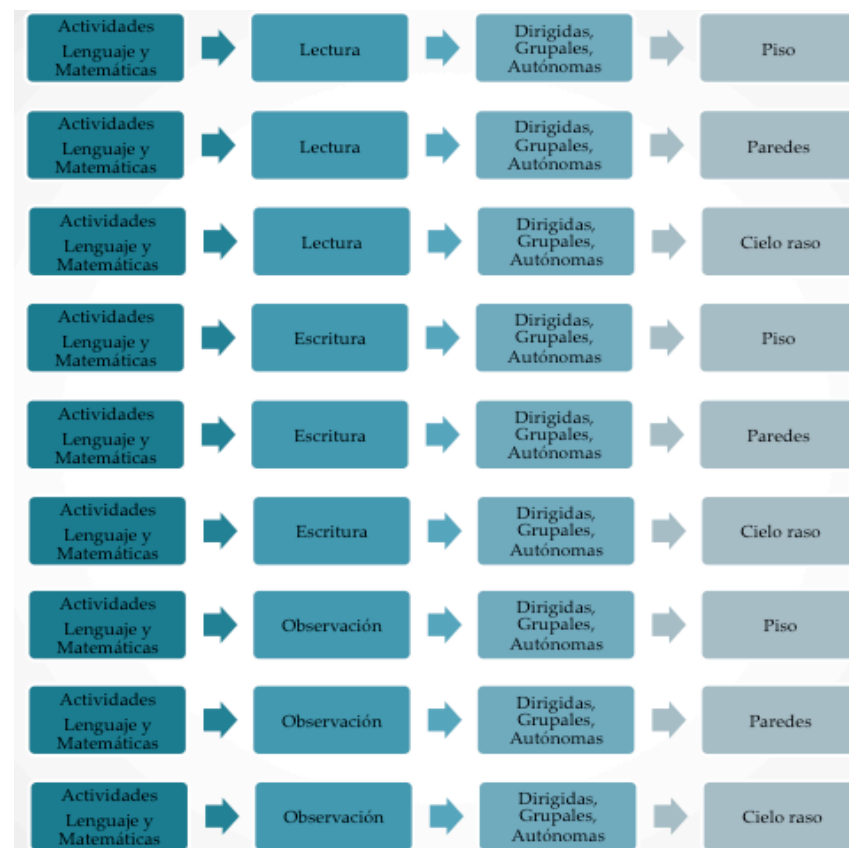 Actividades
Lenguaje y
Matemáticas
Lectura
Dirigidas,
Grupales,
Autónomas
Piso
Actividades
Lenguaje y
Matemáticas
Lectura
Dirigidas,
Grupales,
Autónomas
Paredes
Actividades
Lenguaje y
Matemáticas
Lectura
Dirigidas,
Grupales,
Autónomas
Cielo raso
Actividades
Lenguaje y
Matemáticas
Escritura
Dirigidas,
Grupales,
Autónomas
Piso
Actividades
Lenguaje y
Matemáticas
Escritura
Dirigidas,
Grupales,
Autónomas
Paredes
Actividades
Lenguaje y
Matemáticas
Escritura
Dirigidas,
Grupales,
Autónomas
Cielo raso
Actividades
Lenguaje y
Matemáticas
Observación
Dirigidas,
Grupales,
Autónomas
Piso
Actividades
Lenguaje y
Matemáticas
Observación
Dirigidas,
Grupales,
Autónomas
Paredes
Actividades
Lenguaje y
Matemáticas
Observación
Dirigidas,
Grupales,
Autónomas
Cielo raso